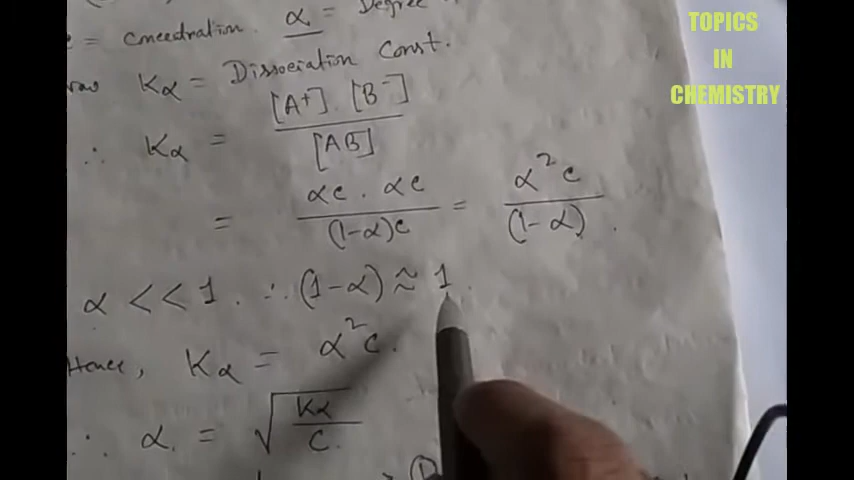 = Concedration. α = Degree
Kα = Dissociation Const.
∴ Kα = [A+] . [B-] / [AB]
= αc . αc / (1-α)c = α²c / (1-α) .
α << 1 . ∴ (1-α) ≈ 1 .
Hence, Kα = α²c .
∴ α = √(Kα / C)
TOPICS
IN
CHEMISTRY